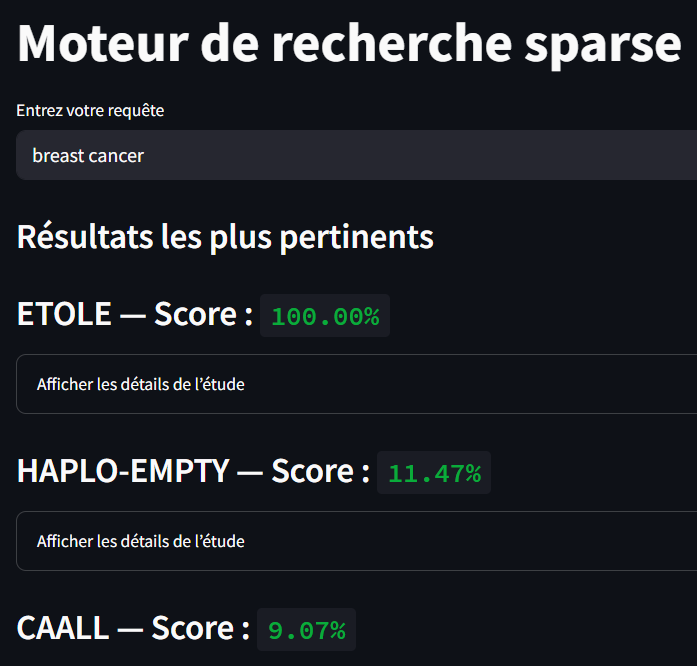 Moteur de recherche sparse
Entrez votre requête
breast cancer
Résultats les plus pertinents
ETOLE — Score : 100.00%
Afficher les détails de l’étude
HAPLO-EMPTY — Score : 11.47%
Afficher les détails de l’étude
CAALL — Score : 9.07%